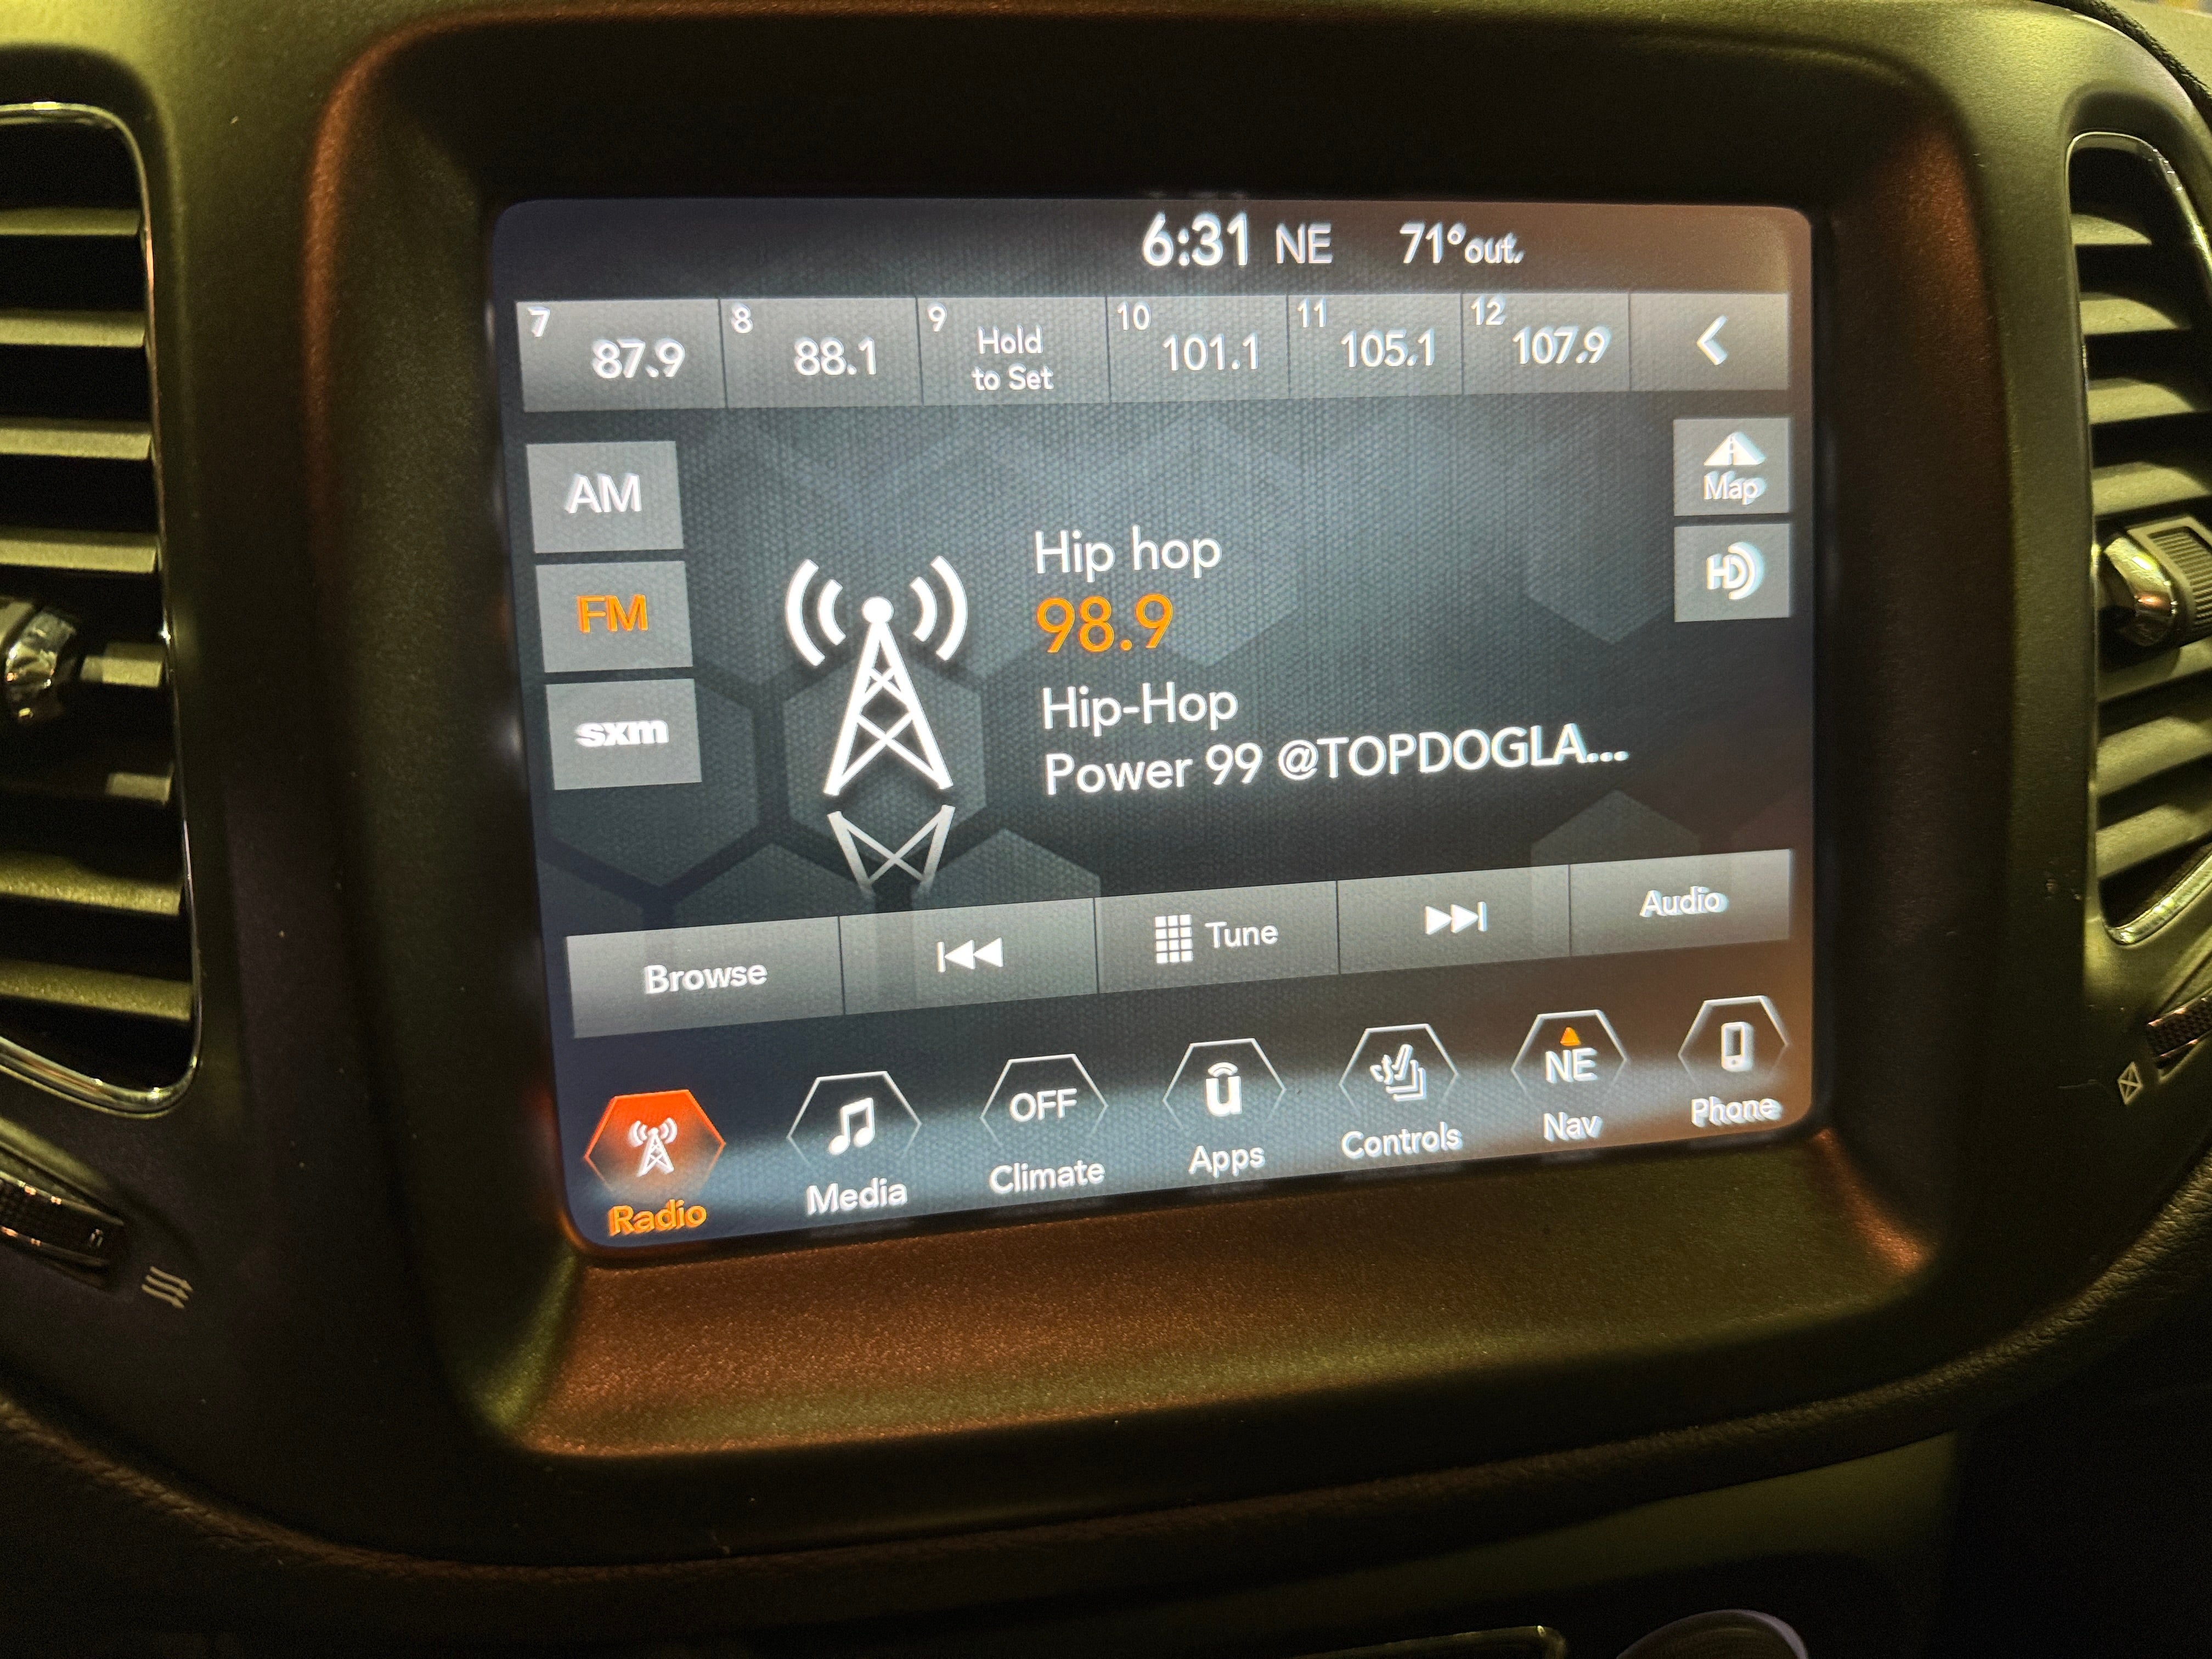 6:31 NE 71°out.
7 87.9 8 88.1 9 Hold to Set 10 101.1 11 105.1 12 107.9
AM
Map
HD
Hip hop
FM
98.9
Hip-Hop
sxm
Power 99 @TOPDOGLA...
Browse Tune Audio
OFF NE
Radio Media Climate Apps Controls Nav Phone